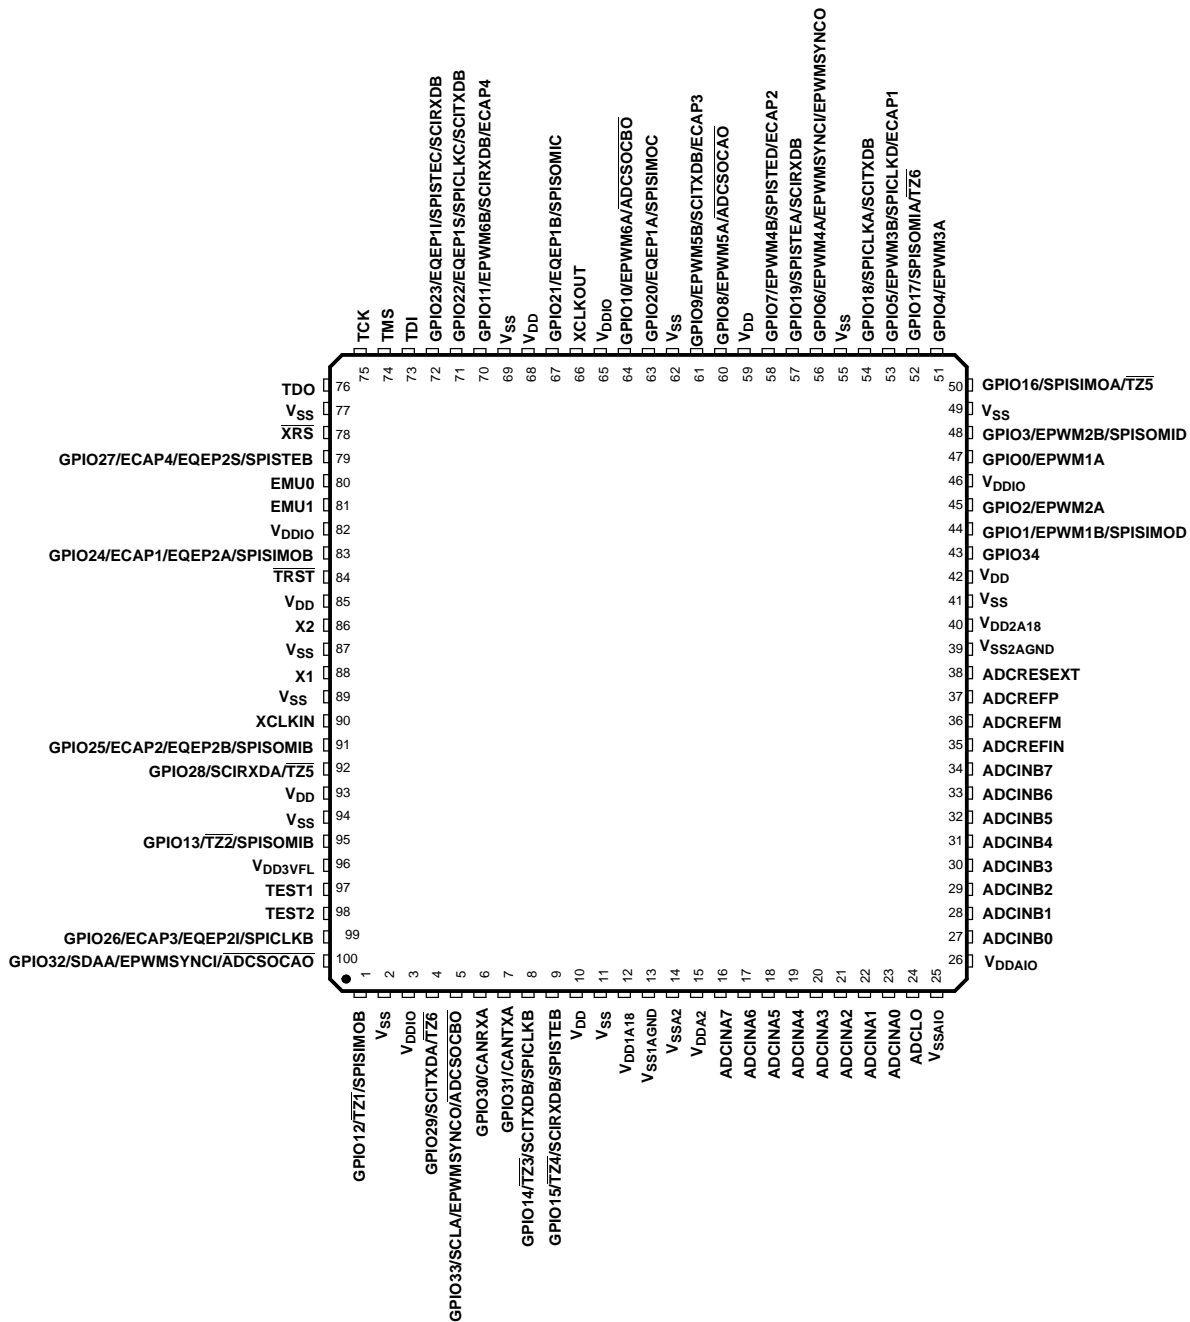 TCK
TMS
TDI
GPIO23/EQEP1I/SPISTEC/SCIRXDB
GPIO22/EQEP1S/SPICLKC/SCITXDB
GPIO11/EPWM6B/SCIRXDB/ECAP4
VSS
VDD
GPIO21/EQEP1B/SPISOMIC
XCLKOUT
VDDIO
GPIO10/EPWM6A/ADCSOCBO
GPIO20/EQEP1A/SPISIMOC
VSS
GPIO9/EPWM5B/SCITXDB/ECAP3
GPIO8/EPWM5A/ADCSOCAO
VDD
GPIO7/EPWM4B/SPISTED/ECAP2
GPIO19/SPISTEA/SCIRXDB
GPIO6/EPWM4A/EPWMSYNCI/EPWMSYNCO
VSS
GPIO18/SPICLKA/SCITXDB
GPIO5/EPWM3B/SPICLKD/ECAP1
GPIO17/SPISOMIA/TZ6
GPIO4/EPWM3A
75 74 73 72 71 70 69 68 67 66 65 64 63 62 61 60 59 58 57 56 55 54 53 52 51
TDO 76
VSS 77
XRS 78
GPIO27/ECAP4/EQEP2S/SPISTEB 79
EMU0 80
EMU1 81
VDDIO 82
GPIO24/ECAP1/EQEP2A/SPISIMOB 83
TRST 84
VDD 85
X2 86
VSS 87
X1 88
VSS 89
XCLKIN 90
GPIO25/ECAP2/EQEP2B/SPISOMIB 91
GPIO28/SCIRXDA/TZ5 92
VDD 93
VSS 94
GPIO13/TZ2/SPISOMIB 95
VDD3VFL 96
TEST1 97
TEST2 98
GPIO26/ECAP3/EQEP2I/SPICLKB 99
GPIO32/SDAA/EPWMSYNCI/ADCSOCAO 100
50 GPIO16/SPISIMOA/TZ5
49 VSS
48 GPIO3/EPWM2B/SPISOMID
47 GPIO0/EPWM1A
46 VDDIO
45 GPIO2/EPWM2A
44 GPIO1/EPWM1B/SPISIMOD
43 GPIO34
42 VDD
41 VSS
40 VDD2A18
39 VSS2AGND
38 ADCRESEXT
37 ADCREFP
36 ADCREFM
35 ADCREFIN
34 ADCINB7
33 ADCINB6
32 ADCINB5
31 ADCINB4
30 ADCINB3
29 ADCINB2
28 ADCINB1
27 ADCINB0
26 VDDAIO
1 2 3 4 5 6 7 8 9 10 11 12 13 14 15 16 17 18 19 20 21 22 23 24 25
GPIO12/TZ1/SPISIMOB
VSS
VDDIO
GPIO29/SCITXDA/TZ6
GPIO33/SCLA/EPWMSYNCO/ADCSOCBO
GPIO30/CANRXA
GPIO31/CANTXA
GPIO14/TZ3/SCITXDB/SPICLKB
GPIO15/TZ4/SCIRXDB/SPISTEB
VDD
VSS
VDD1A18
VSS1AGND
VSSA2
VDDA2
ADCINA7
ADCINA6
ADCINA5
ADCINA4
ADCINA3
ADCINA2
ADCINA1
ADCINA0
ADCLO
VSSAIO